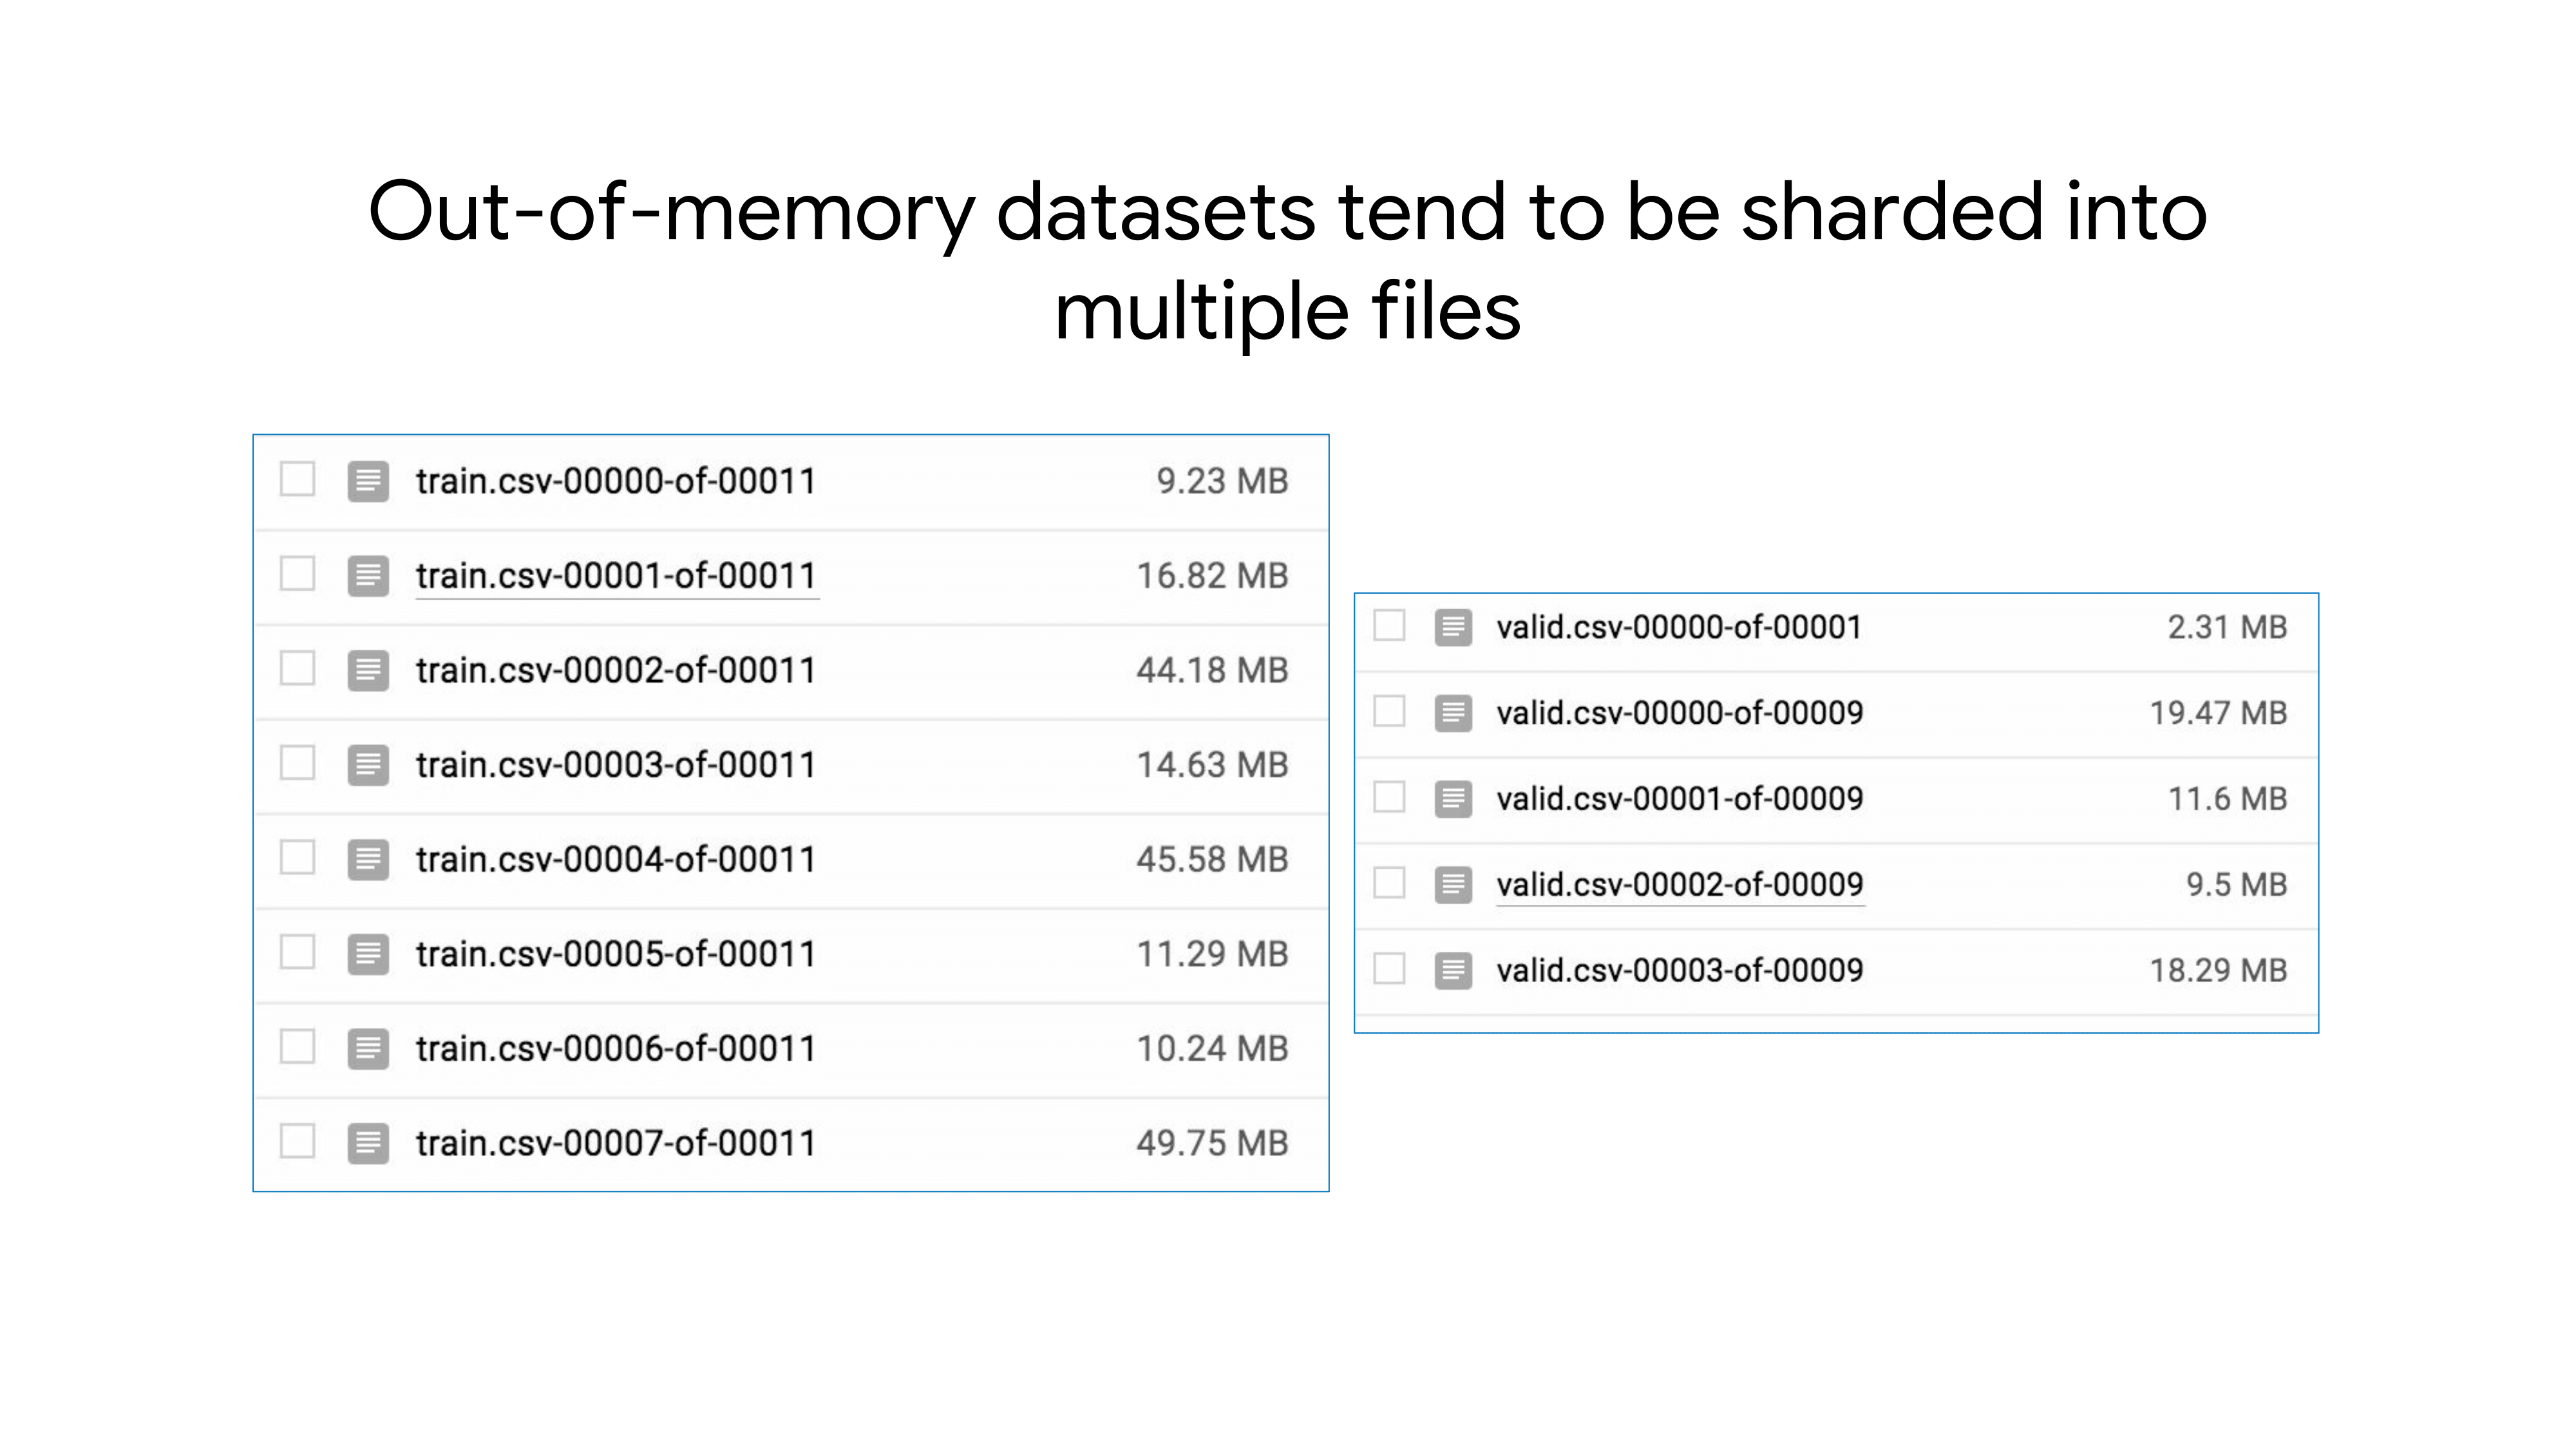 Out-of-memory datasets tend to be sharded into
multiple files
train.csv-00000-of-00011 9.23 MB
train.csv-00001-of-00011 16.82 MB
train.csv-00002-of-00011 44.18 MB
train.csv-00003-of-00011 14.63 MB
train.csv-00004-of-00011 45.58 MB
train.csv-00005-of-00011 11.29 MB
train.csv-00006-of-00011 10.24 MB
train.csv-00007-of-00011 49.75 MB
valid.csv-00000-of-00001 2.31 MB
valid.csv-00000-of-00009 19.47 MB
valid.csv-00001-of-00009 11.6 MB
valid.csv-00002-of-00009 9.5 MB
valid.csv-00003-of-00009 18.29 MB